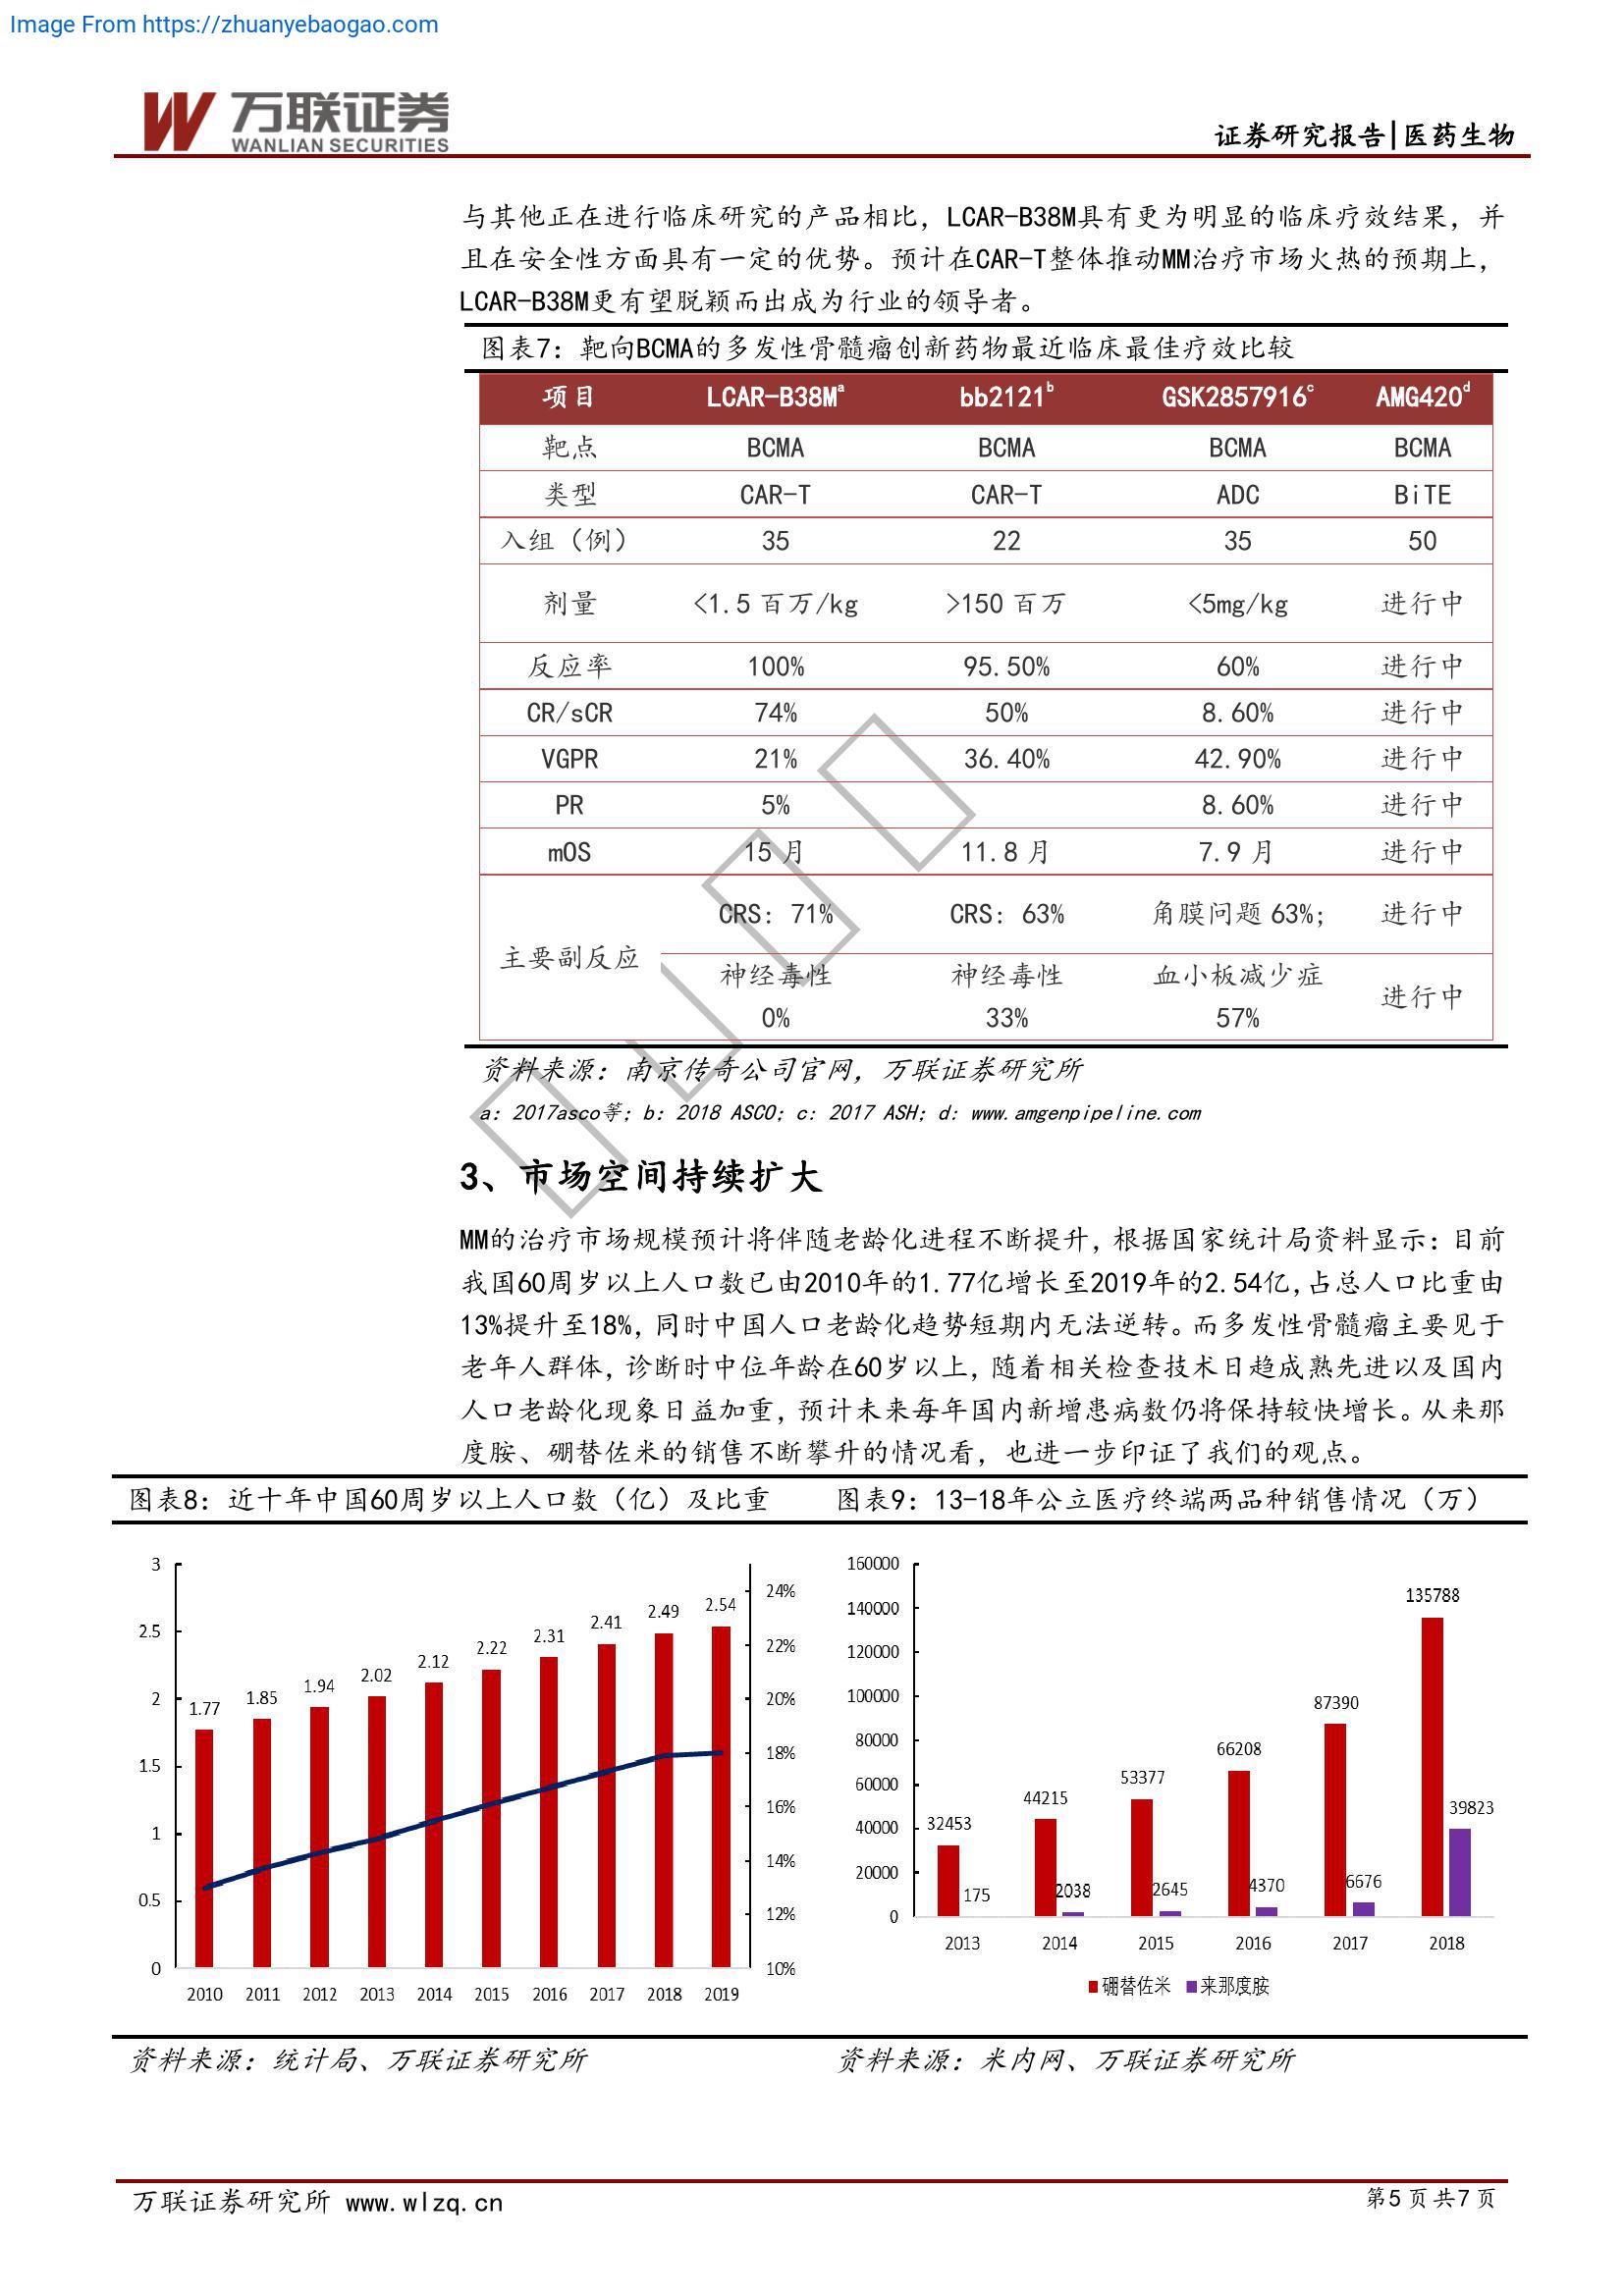 Image From https://zhuanyebaogao.com
万联证券
WANLIAN SECURITIES
证券研究报告|医药生物
与其他正在进行临床研究的产品相比，LCAR-B38M具有更为明显的临床疗效结果，并
且在安全性方面具有一定的优势。预计在CAR-T整体推动MM治疗市场火热的预期上，
LCAR-B38M更有望脱颖而出成为行业的领导者。
图表7：靶向BCMA的多发性骨髓瘤创新药物最近临床最佳疗效比较
项目 LCAR-B38Mᵃ bb2121ᵇ GSK2857916ᶜ AMG420ᵈ
靶点 BCMA BCMA BCMA BCMA
类型 CAR-T CAR-T ADC BiTE
入组（例） 35 22 35 50
剂量 <1.5 百万/kg >150 百万 <5mg/kg 进行中
反应率 100% 95.50% 60% 进行中
CR/sCR 74% 50% 8.60% 进行中
VGPR 21% 36.40% 42.90% 进行中
PR 5% 8.60% 进行中
mOS 15 月 11.8 月 7.9 月 进行中
主要副反应 CRS: 71% CRS: 63% 角膜问题 63%; 进行中
神经毒性 神经毒性 血小板减少症 进行中
0% 33% 57%
资料来源：南京传奇公司官网，万联证券研究所
a: 2017asco等; b: 2018 ASCO; c: 2017 ASH; d: www.amgenpipeline.com
3、市场空间持续扩大
MM的治疗市场规模预计将伴随老龄化进程不断提升，根据国家统计局资料显示：目前
我国60周岁以上人口数已由2010年的1.77亿增长至2019年的2.54亿，占总人口比重由
13%提升至18%，同时中国人口老龄化趋势短期内无法逆转。而多发性骨髓瘤主要见于
老年人群体，诊断时中位年龄在60岁以上，随着相关检查技术日趋成熟先进以及国内
人口老龄化现象日益加重，预计未来每年国内新增患病数仍将保持较快增长。从来那
度胺、硼替佐米的销售不断攀升的情况看，也进一步印证了我们的观点。
图表8：近十年中国60周岁以上人口数（亿）及比重
3
2.5
2
1.5
1
0.5
0
1.77 1.85 1.94 2.02 2.12 2.22 2.31 2.41 2.49 2.54
24%
22%
20%
18%
16%
14%
12%
10%
2010 2011 2012 2013 2014 2015 2016 2017 2018 2019
资料来源：统计局、万联证券研究所
图表9：13-18年公立医疗终端两品种销售情况（万）
160000
140000
120000
100000
80000
60000
40000
20000
0
32453 44215 53377 66208 87390 135788
175 2038 2645 4370 6676 39823
2013 2014 2015 2016 2017 2018
硼替佐米 来那度胺
资料来源：米内网、万联证券研究所
万联证券研究所 www.wlzq.cn
第5页共7页